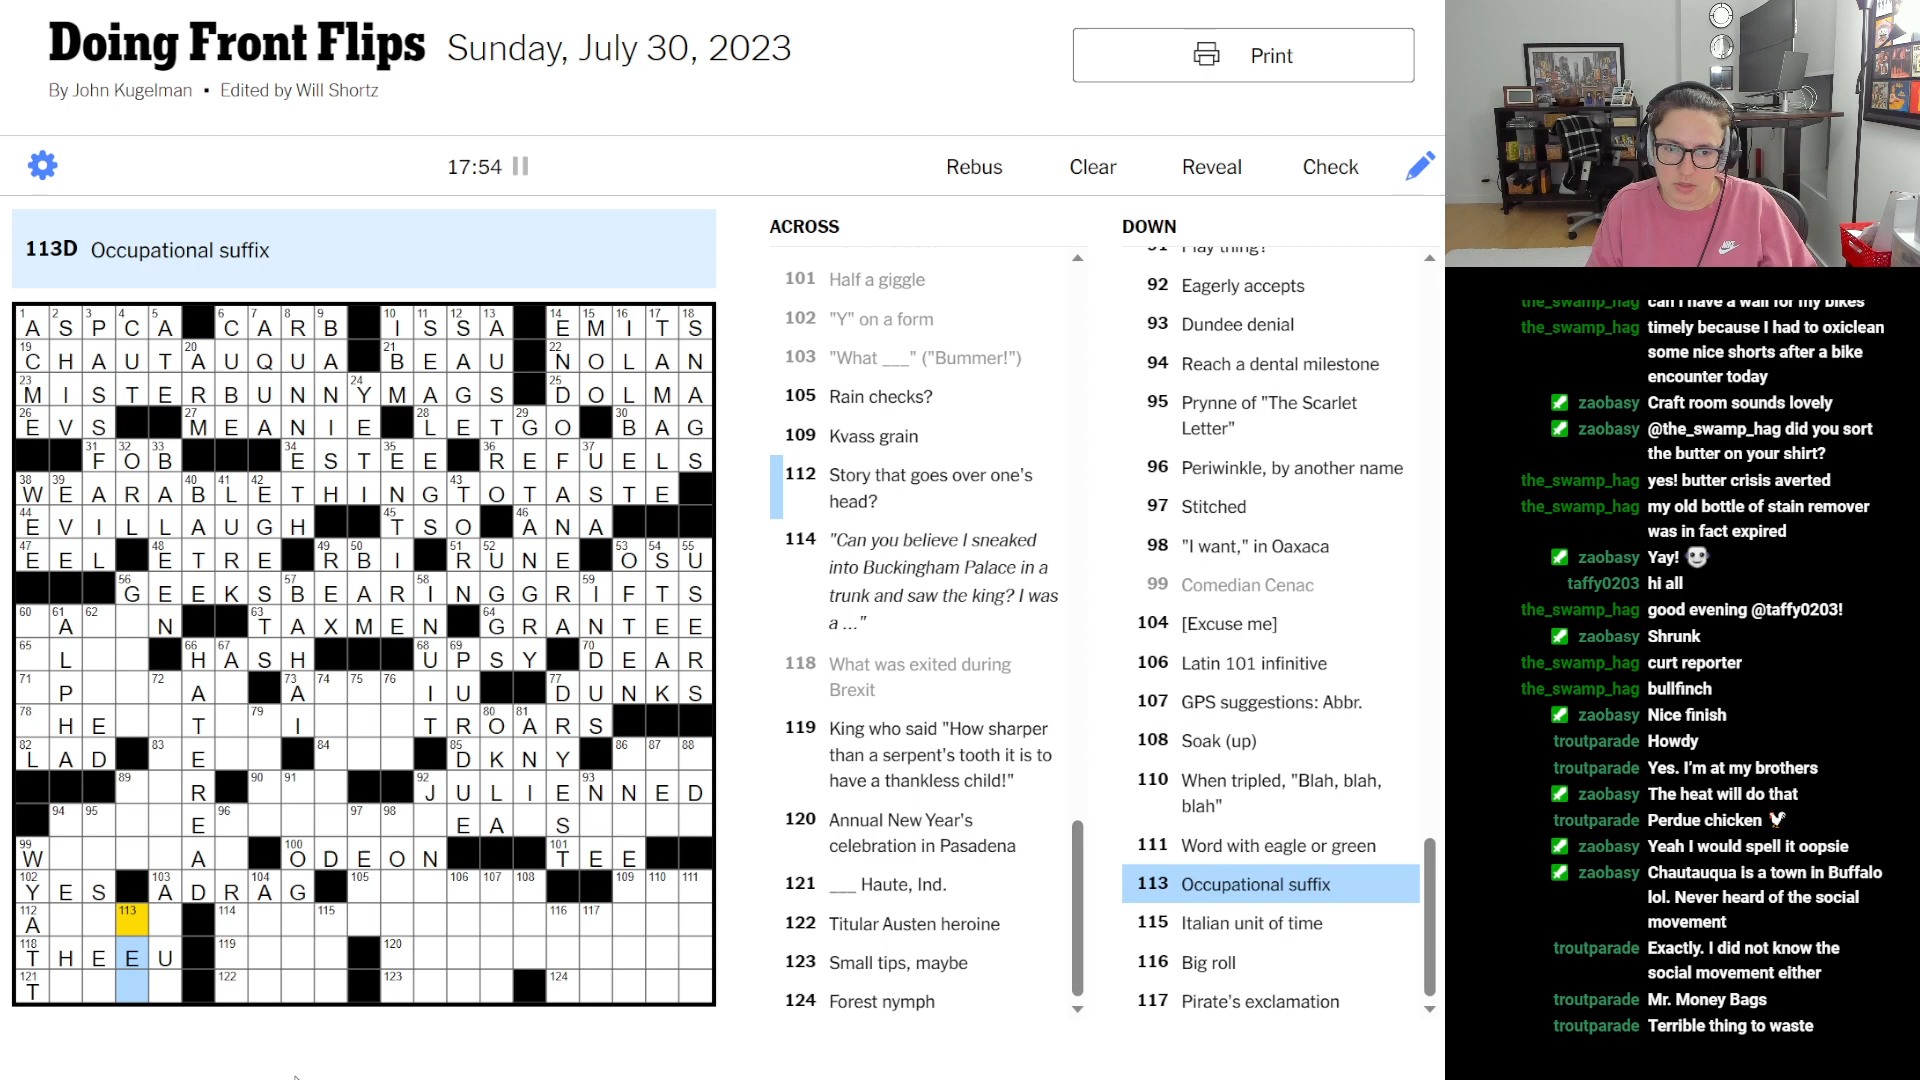 Doing Front Flips Sunday, July 30, 2023
By John Kugelman • Edited by Will Shortz
Print
17:54
Rebus Clear Reveal Check
113D Occupational suffix
ACROSS
101 Half a giggle
102 "Y" on a form
103 "What ___" ("Bummer!")
105 Rain checks?
109 Kvass grain
112 Story that goes over one's
head?
114 "Can you believe I sneaked
into Buckingham Palace in a
trunk and saw the king? I was
a ..."
118 What was exited during
Brexit
119 King who said "How sharper
than a serpent's tooth it is to
have a thankless child!"
120 Annual New Year's
celebration in Pasadena
121 ___ Haute, Ind.
122 Titular Austen heroine
123 Small tips, maybe
124 Forest nymph
DOWN
91 Play thing?
92 Eagerly accepts
93 Dundee denial
94 Reach a dental milestone
95 Prynne of "The Scarlet
Letter"
96 Periwinkle, by another name
97 Stitched
98 "I want," in Oaxaca
99 Comedian Cenac
104 [Excuse me]
106 Latin 101 infinitive
107 GPS suggestions: Abbr.
108 Soak (up)
110 When tripled, "Blah, blah,
blah"
111 Word with eagle or green
113 Occupational suffix
115 Italian unit of time
116 Big roll
117 Pirate's exclamation
A S P C A C A R B I S S A E M I T S
C H A U T A U Q U A B E A U N O L A N
M I S T E R B U N N Y M A G S D O L M A
E V S M E A N I E L E T G O B A G
F O B E S T E E R E F U E L S
W E A R A B L E T H I N G T O T A S T E
E V I L L A U G H T S O A N A
E E L E T R E R B I R U N E O S U
G E E K S B E A R I N G G R I F T S
A N T A X M E N G R A N T E E
L H A S H U P S Y D E A R
P A A I U D U N K S
H E T I T R O A R S
L A D E D K N Y
R J U L I E N N E D
E E A S
W A O D E O N T E E
Y E S A D R A G
A
T H E E U
T
the_swamp_hag can I have a wall for my bikes
the_swamp_hag timely because I had to oxiclean
some nice shorts after a bike
encounter today
zaobasy Craft room sounds lovely
zaobasy @the_swamp_hag did you sort
the butter on your shirt?
the_swamp_hag yes! butter crisis averted
the_swamp_hag my old bottle of stain remover
was in fact expired
zaobasy Yay!
taffy0203 hi all
the_swamp_hag good evening @taffy0203!
zaobasy Shrunk
the_swamp_hag curt reporter
the_swamp_hag bullfinch
zaobasy Nice finish
troutparade Howdy
troutparade Yes. I'm at my brothers
zaobasy The heat will do that
troutparade Perdue chicken
zaobasy Yeah I would spell it oopsie
zaobasy Chautauqua is a town in Buffalo
lol. Never heard of the social
movement
troutparade Exactly. I did not know the
social movement either
troutparade Mr. Money Bags
troutparade Terrible thing to waste